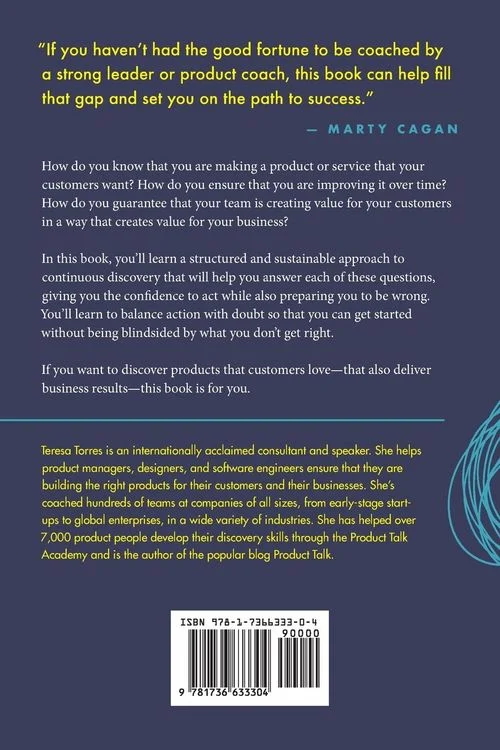 “If you haven’t had the good fortune to be coached by
a strong leader or product coach, this book can help fill
that gap and set you on the path to success.”
— MARTY CAGAN
How do you know that you are making a product or service that your
customers want? How do you ensure that you are improving it over time?
How do you guarantee that your team is creating value for your customers
in a way that creates value for your business?
In this book, you’ll learn a structured and sustainable approach to
continuous discovery that will help you answer each of these questions,
giving you the confidence to act while also preparing you to be wrong.
You’ll learn to balance action with doubt so that you can get started
without being blindsided by what you don’t get right.
If you want to discover products that customers love—that also deliver
business results—this book is for you.
Teresa Torres is an internationally acclaimed consultant and speaker. She helps
product managers, designers, and software engineers ensure that they are
building the right products for their customers and their businesses. She’s
coached hundreds of teams at companies of all sizes, from early-stage start-
ups to global enterprises, in a wide variety of industries. She has helped over
7,000 product people develop their discovery skills through the Product Talk
Academy and is the author of the popular blog Product Talk.
ISBN 978-1-7366333-0-4
90000
9 781736 633304